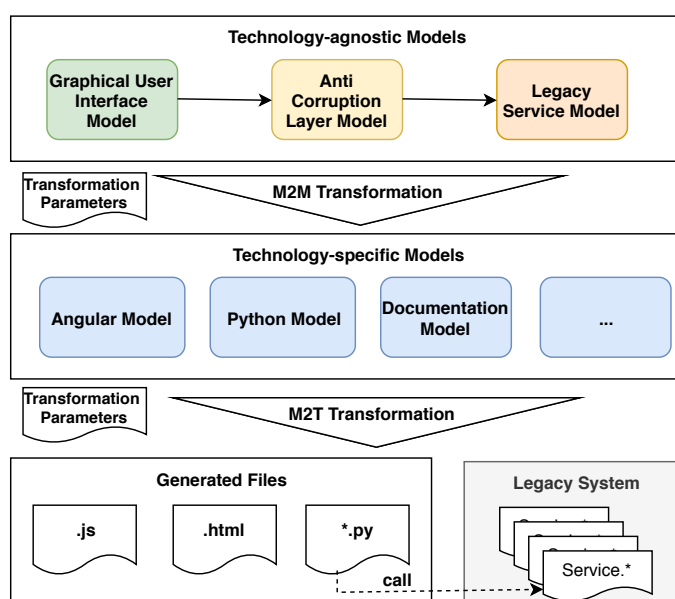 Technology-agnostic Models
Graphical User
Interface
Model
Anti
Corruption
Layer Model
Legacy
Service Model
Transformation
Parameters
M2M Transformation
Technology-specific Models
Angular Model
Python Model
Documentation
Model
...
Transformation
Parameters
M2T Transformation
Generated Files
.js
.html
*.py
call
Legacy System
Service.*